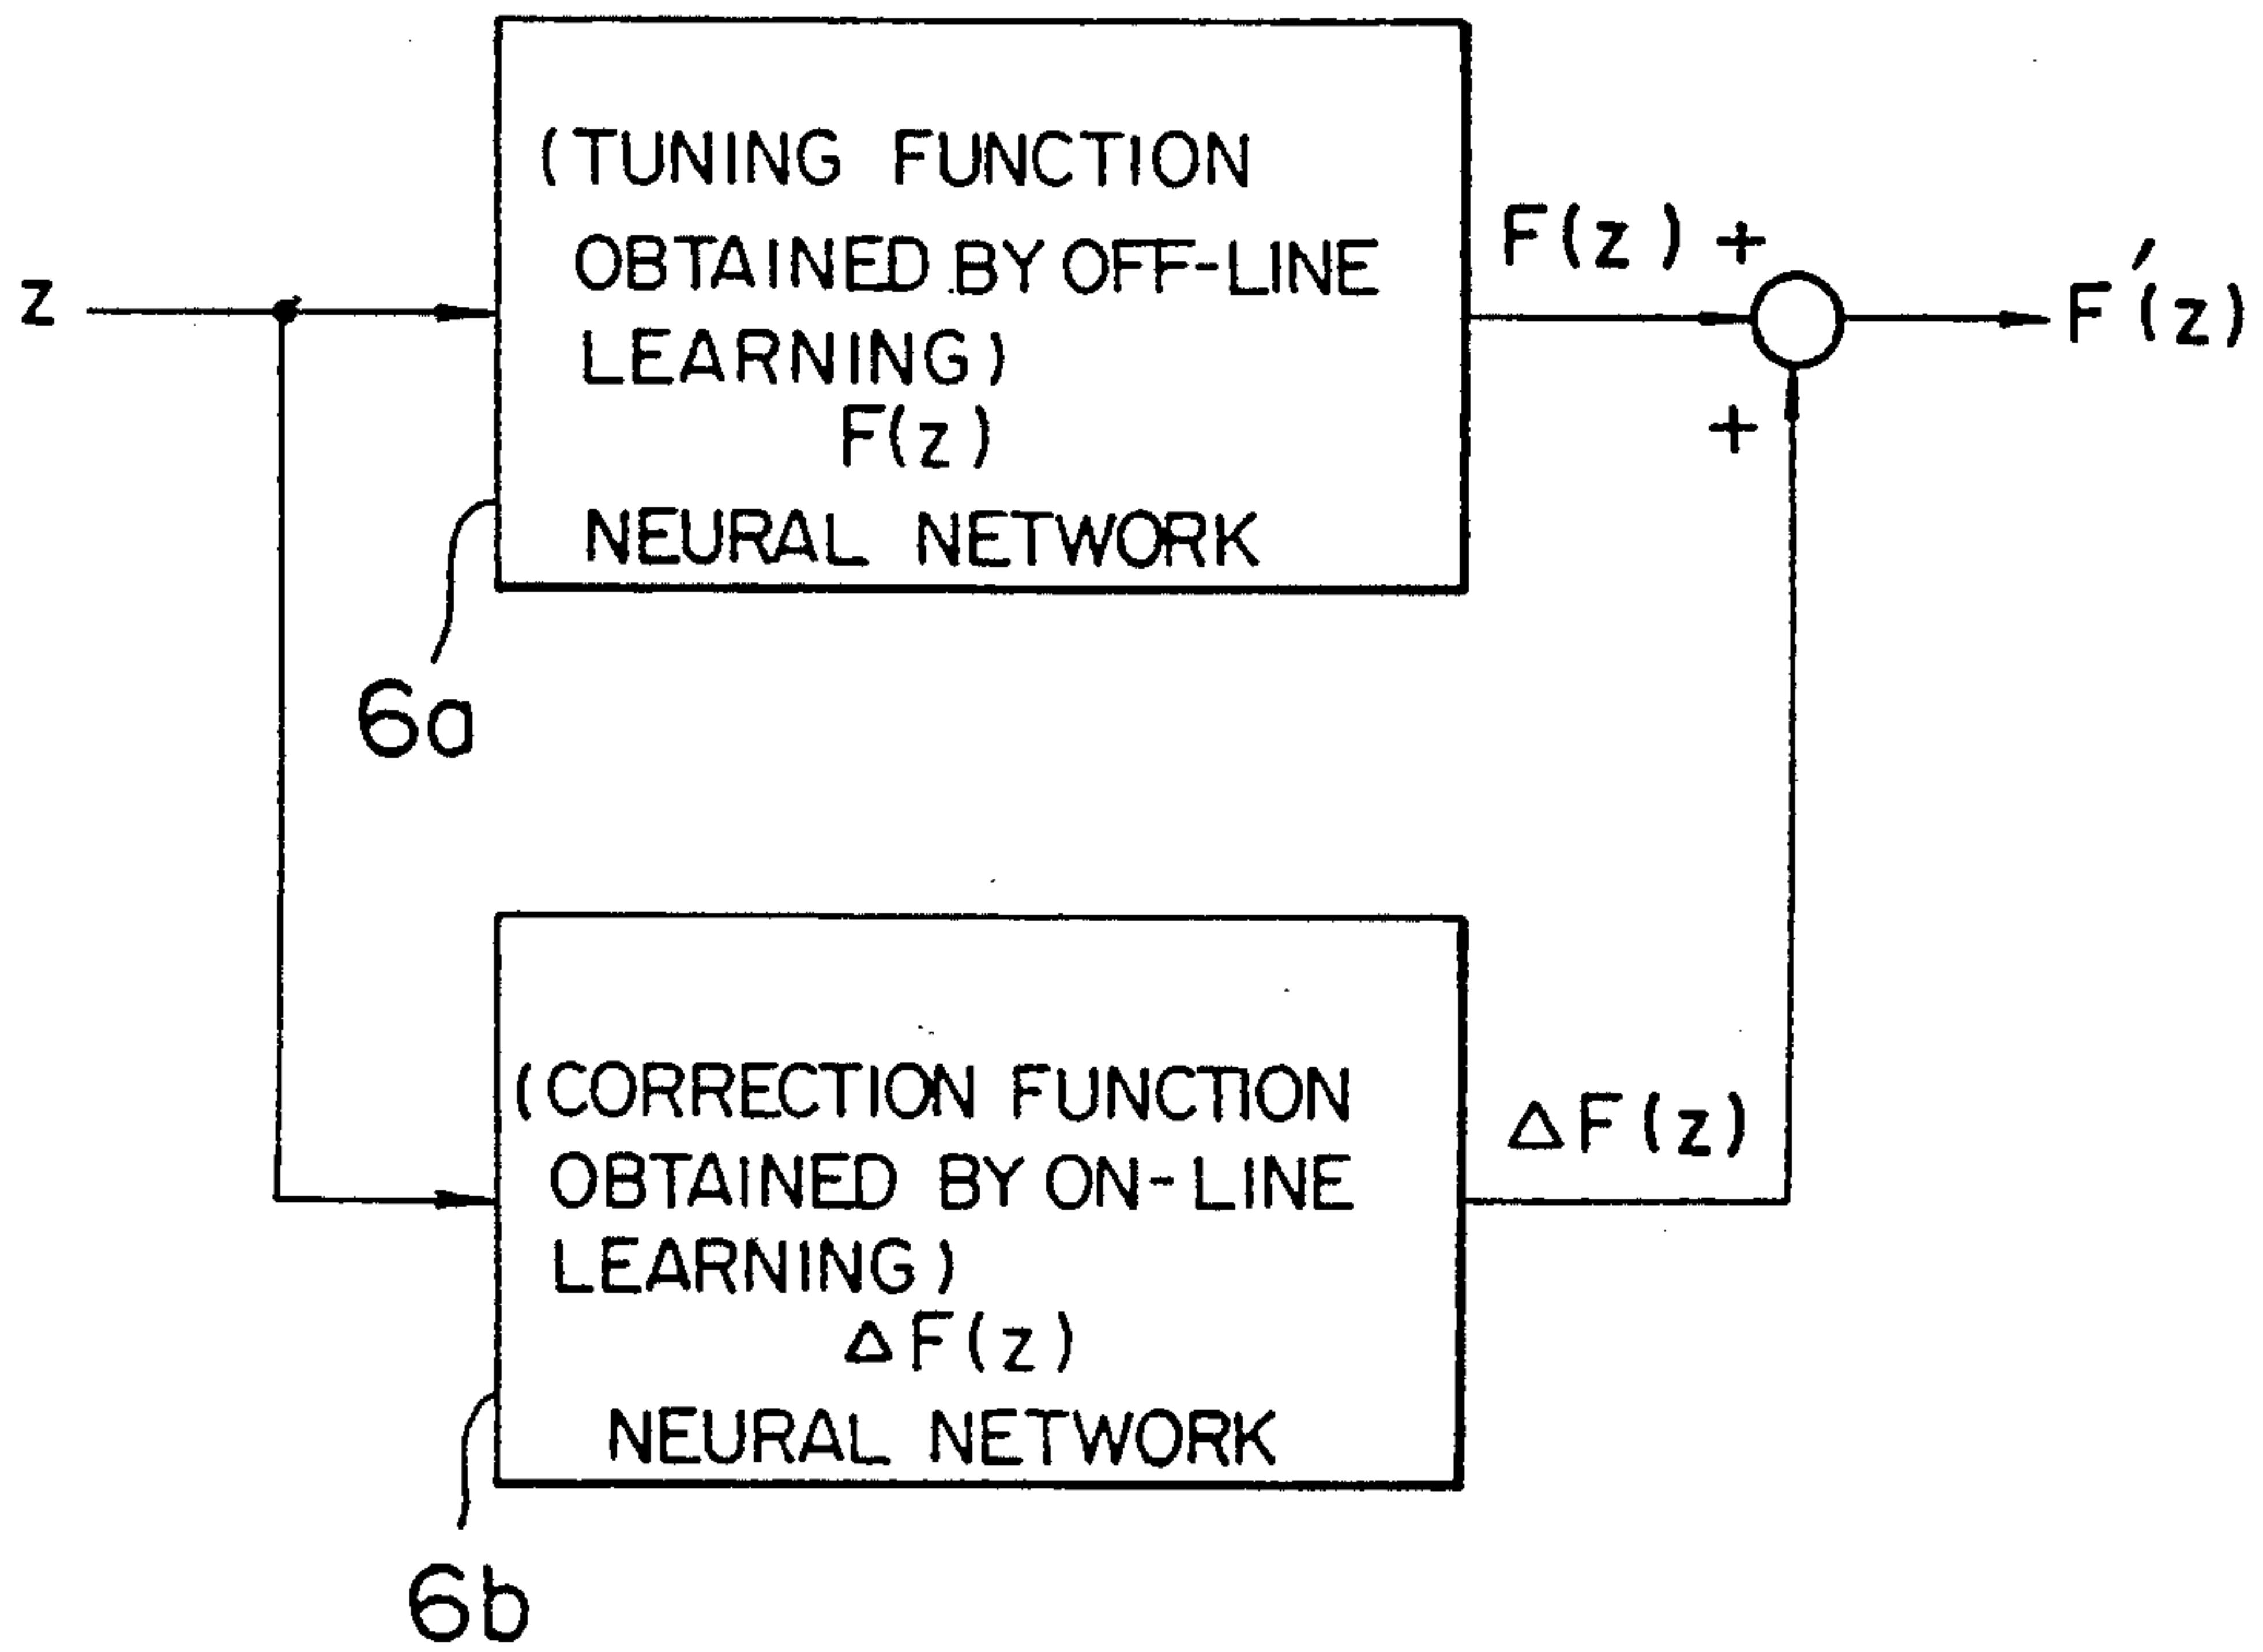 z
(TUNING FUNCTION
OBTAINED BY OFF-LINE
LEARNING)
F(z)
NEURAL NETWORK
6a
F(z) +
+
F′(z)
(CORRECTION FUNCTION
OBTAINED BY ON-LINE
LEARNING)
ΔF(z)
NEURAL NETWORK
6b
ΔF(z)